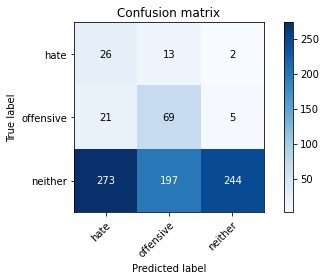 Confusion matrix
hate 26 13 2
offensive 21 69 5
neither 273 197 244
hate offensive neither
True label
Predicted label
250
200
150
100
50